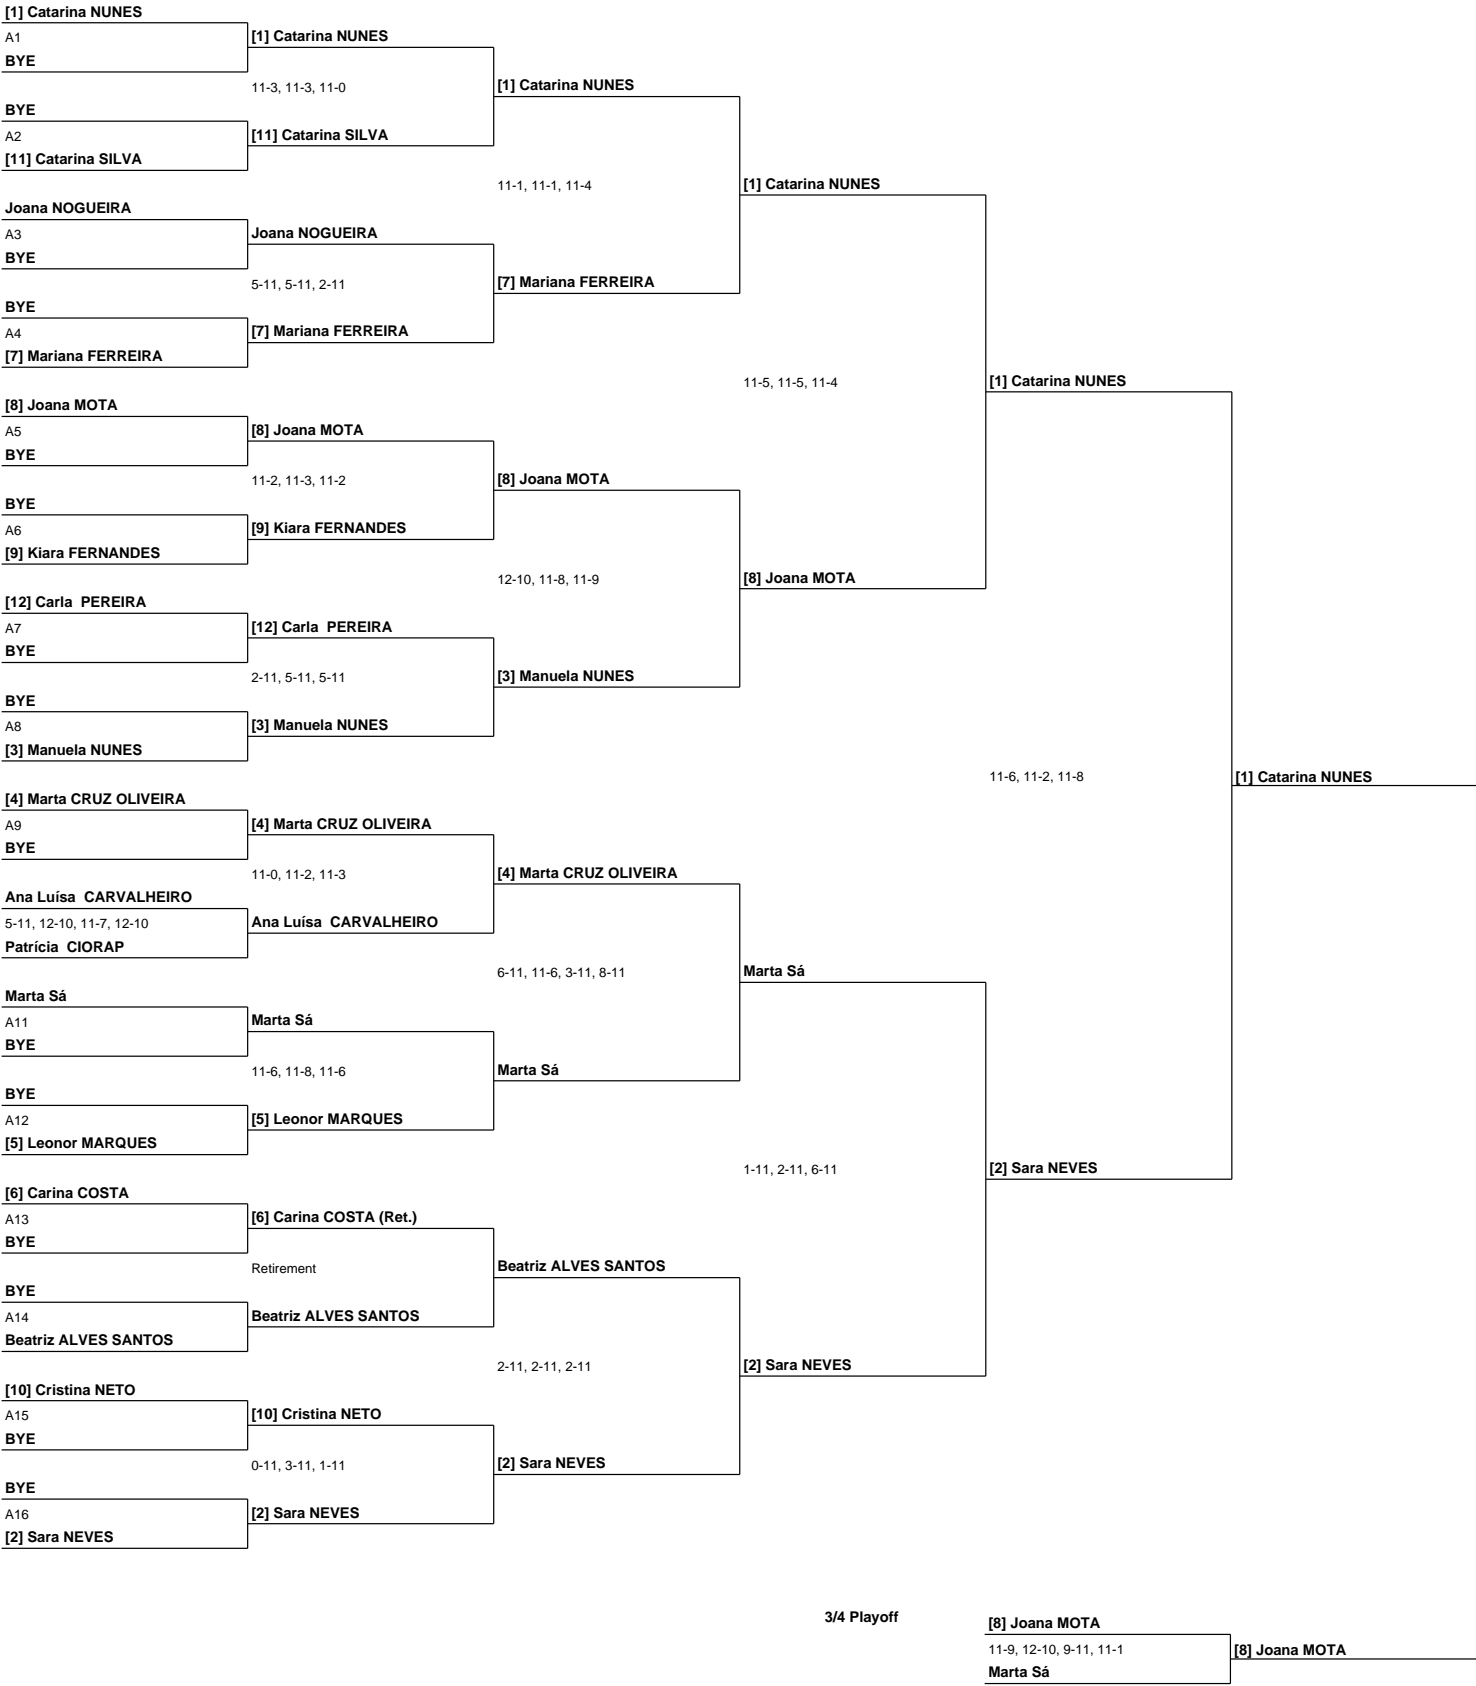 [1] Catarina NUNES
A1
[1] Catarina NUNES
BYE
11-3, 11-3, 11-0
[1] Catarina NUNES
BYE
A2
[11] Catarina SILVA
[11] Catarina SILVA
11-1, 11-1, 11-4
[1] Catarina NUNES
Joana NOGUEIRA
A3
Joana NOGUEIRA
BYE
5-11, 5-11, 2-11
[7] Mariana FERREIRA
BYE
A4
[7] Mariana FERREIRA
[7] Mariana FERREIRA
11-5, 11-5, 11-4
[1] Catarina NUNES
[8] Joana MOTA
A5
[8] Joana MOTA
BYE
11-2, 11-3, 11-2
[8] Joana MOTA
BYE
A6
[9] Kiara FERNANDES
[9] Kiara FERNANDES
12-10, 11-8, 11-9
[8] Joana MOTA
[12] Carla  PEREIRA
A7
[12] Carla  PEREIRA
BYE
2-11, 5-11, 5-11
[3] Manuela NUNES
BYE
A8
[3] Manuela NUNES
[3] Manuela NUNES
11-6, 11-2, 11-8
[1] Catarina NUNES
[4] Marta CRUZ OLIVEIRA
A9
[4] Marta CRUZ OLIVEIRA
BYE
11-0, 11-2, 11-3
[4] Marta CRUZ OLIVEIRA
Ana Luísa  CARVALHEIRO
5-11, 12-10, 11-7, 12-10
Ana Luísa  CARVALHEIRO
Patrícia  CIORAP
6-11, 11-6, 3-11, 8-11
Marta Sá
Marta Sá
A11
Marta Sá
BYE
11-6, 11-8, 11-6
Marta Sá
BYE
A12
[5] Leonor MARQUES
[5] Leonor MARQUES
1-11, 2-11, 6-11
[2] Sara NEVES
[6] Carina COSTA
A13
[6] Carina COSTA (Ret.)
BYE
Retirement
Beatriz ALVES SANTOS
BYE
A14
Beatriz ALVES SANTOS
Beatriz ALVES SANTOS
2-11, 2-11, 2-11
[2] Sara NEVES
[10] Cristina NETO
A15
[10] Cristina NETO
BYE
0-11, 3-11, 1-11
[2] Sara NEVES
BYE
A16
[2] Sara NEVES
[2] Sara NEVES
3/4 Playoff
[8] Joana MOTA
11-9, 12-10, 9-11, 11-1
[8] Joana MOTA
Marta Sá